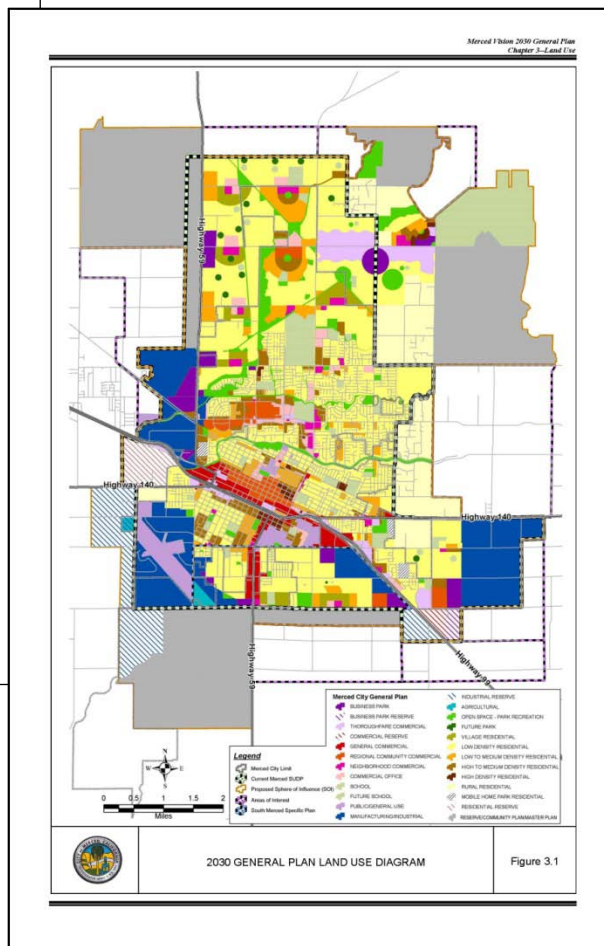 Merced Vision 2030 General Plan
Chapter 3--Land Use
Highway 59
Highway 140
Highway 140
Highway 59
Highway 99
Merced City General Plan
BUSINESS PARK
BUSINESS PARK RESERVE
THOROUGHFARE COMMERCIAL
COMMERCIAL RESERVE
GENERAL COMMERCIAL
REGIONAL COMMUNITY COMMERCIAL
NEIGHBORHOOD COMMERCIAL
COMMERCIAL OFFICE
SCHOOL
FUTURE SCHOOL
PUBLIC/GENERAL USE
MANUFACTURING/INDUSTRIAL
INDUSTRIAL RESERVE
AGRICULTURAL
OPEN SPACE - PARK RECREATION
FUTURE PARK
VILLAGE RESIDENTIAL
LOW DENSITY RESIDENTIAL
LOW TO MEDIUM DENSITY RESIDENTIAL
HIGH TO MEDIUM DENSITY RESIDENTIAL
HIGH DENSITY RESIDENTIAL
RURAL RESIDENTIAL
MOBILE HOME PARK RESIDENTIAL
RESIDENTIAL RESERVE
RESERVE/COMMUNITY PLAN/MASTER PLAN
Legend
Merced City Limit
Current Merced SUDP
Proposed Sphere of Influence (SOI)
Areas of Interest
South Merced Specific Plan
N
W E
S
0 0.5 1 2
Miles
2030 GENERAL PLAN LAND USE DIAGRAM
Figure 3.1